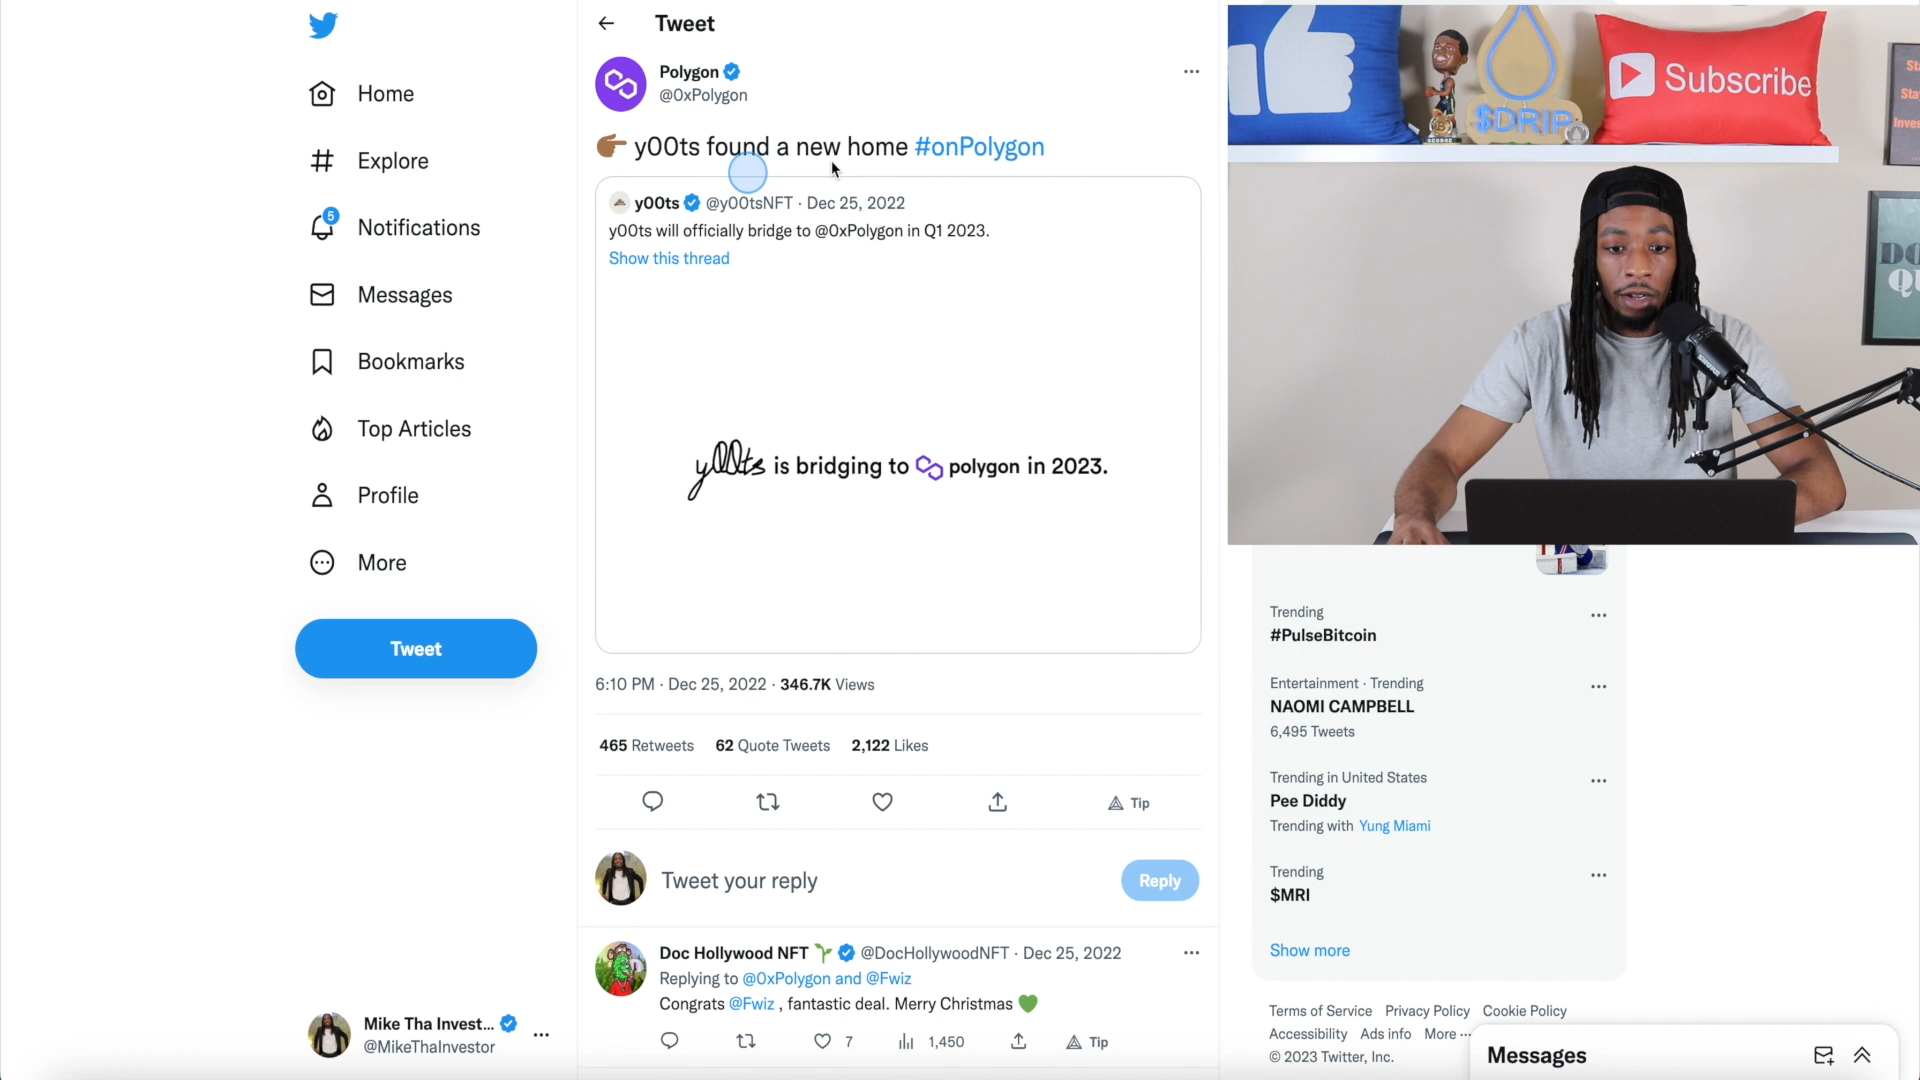 Home
Explore
5
Notifications
Messages
Bookmarks
Top Articles
Profile
More
Tweet
Mike Tha Invest...
@MikeThaInvestor
Tweet
Polygon
@0xPolygon
y00ts found a new home #onPolygon
y00ts @y00tsNFT · Dec 25, 2022
y00ts will officially bridge to @0xPolygon in Q1 2023.
Show this thread
y00ts is bridging to polygon in 2023.
6:10 PM · Dec 25, 2022 · 346.7K Views
465 Retweets 62 Quote Tweets 2,122 Likes
Tip
Tweet your reply
Reply
Doc Hollywood NFT @DocHollywoodNFT · Dec 25, 2022
Replying to @0xPolygon and @Fwiz
Congrats @Fwiz , fantastic deal. Merry Christmas
7 1,450 Tip
$DRIP
Subscribe
Trending
#PulseBitcoin
Entertainment · Trending
NAOMI CAMPBELL
6,495 Tweets
Trending in United States
Pee Diddy
Trending with Yung Miami
Trending
$MRI
Show more
Terms of Service Privacy Policy Cookie Policy
Accessibility Ads info More ...
© 2023 Twitter, Inc.
Messages